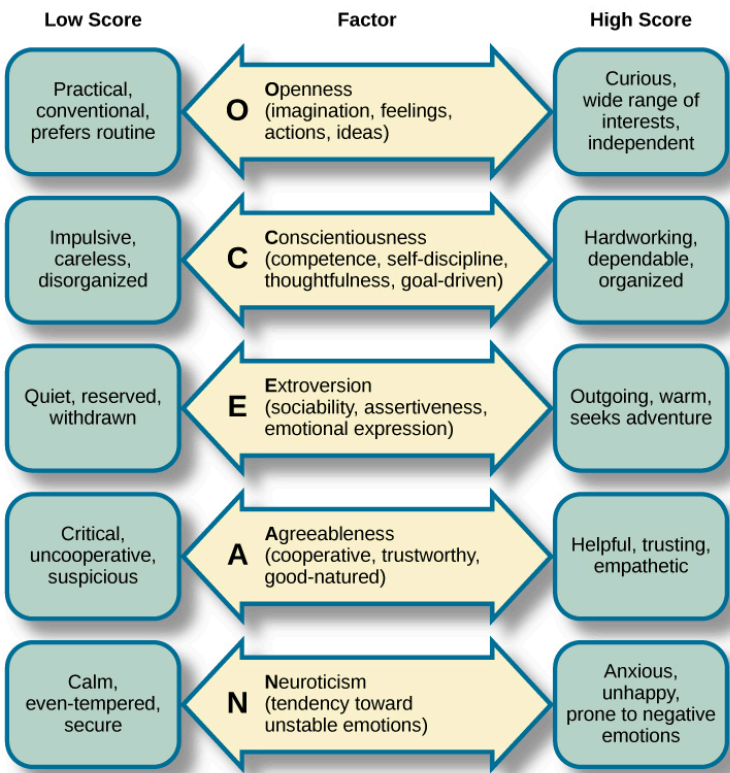 Low Score
Factor
High Score
Practical,
conventional,
prefers routine
O
Openness
(imagination, feelings,
actions, ideas)
Curious,
wide range of
interests,
independent
Impulsive,
careless,
disorganized
C
Conscientiousness
(competence, self-discipline,
thoughtfulness, goal-driven)
Hardworking,
dependable,
organized
Quiet, reserved,
withdrawn
E
Extroversion
(sociability, assertiveness,
emotional expression)
Outgoing, warm,
seeks adventure
Critical,
uncooperative,
suspicious
A
Agreeableness
(cooperative, trustworthy,
good-natured)
Helpful, trusting,
empathetic
Calm,
even-tempered,
secure
N
Neuroticism
(tendency toward
unstable emotions)
Anxious,
unhappy,
prone to negative
emotions